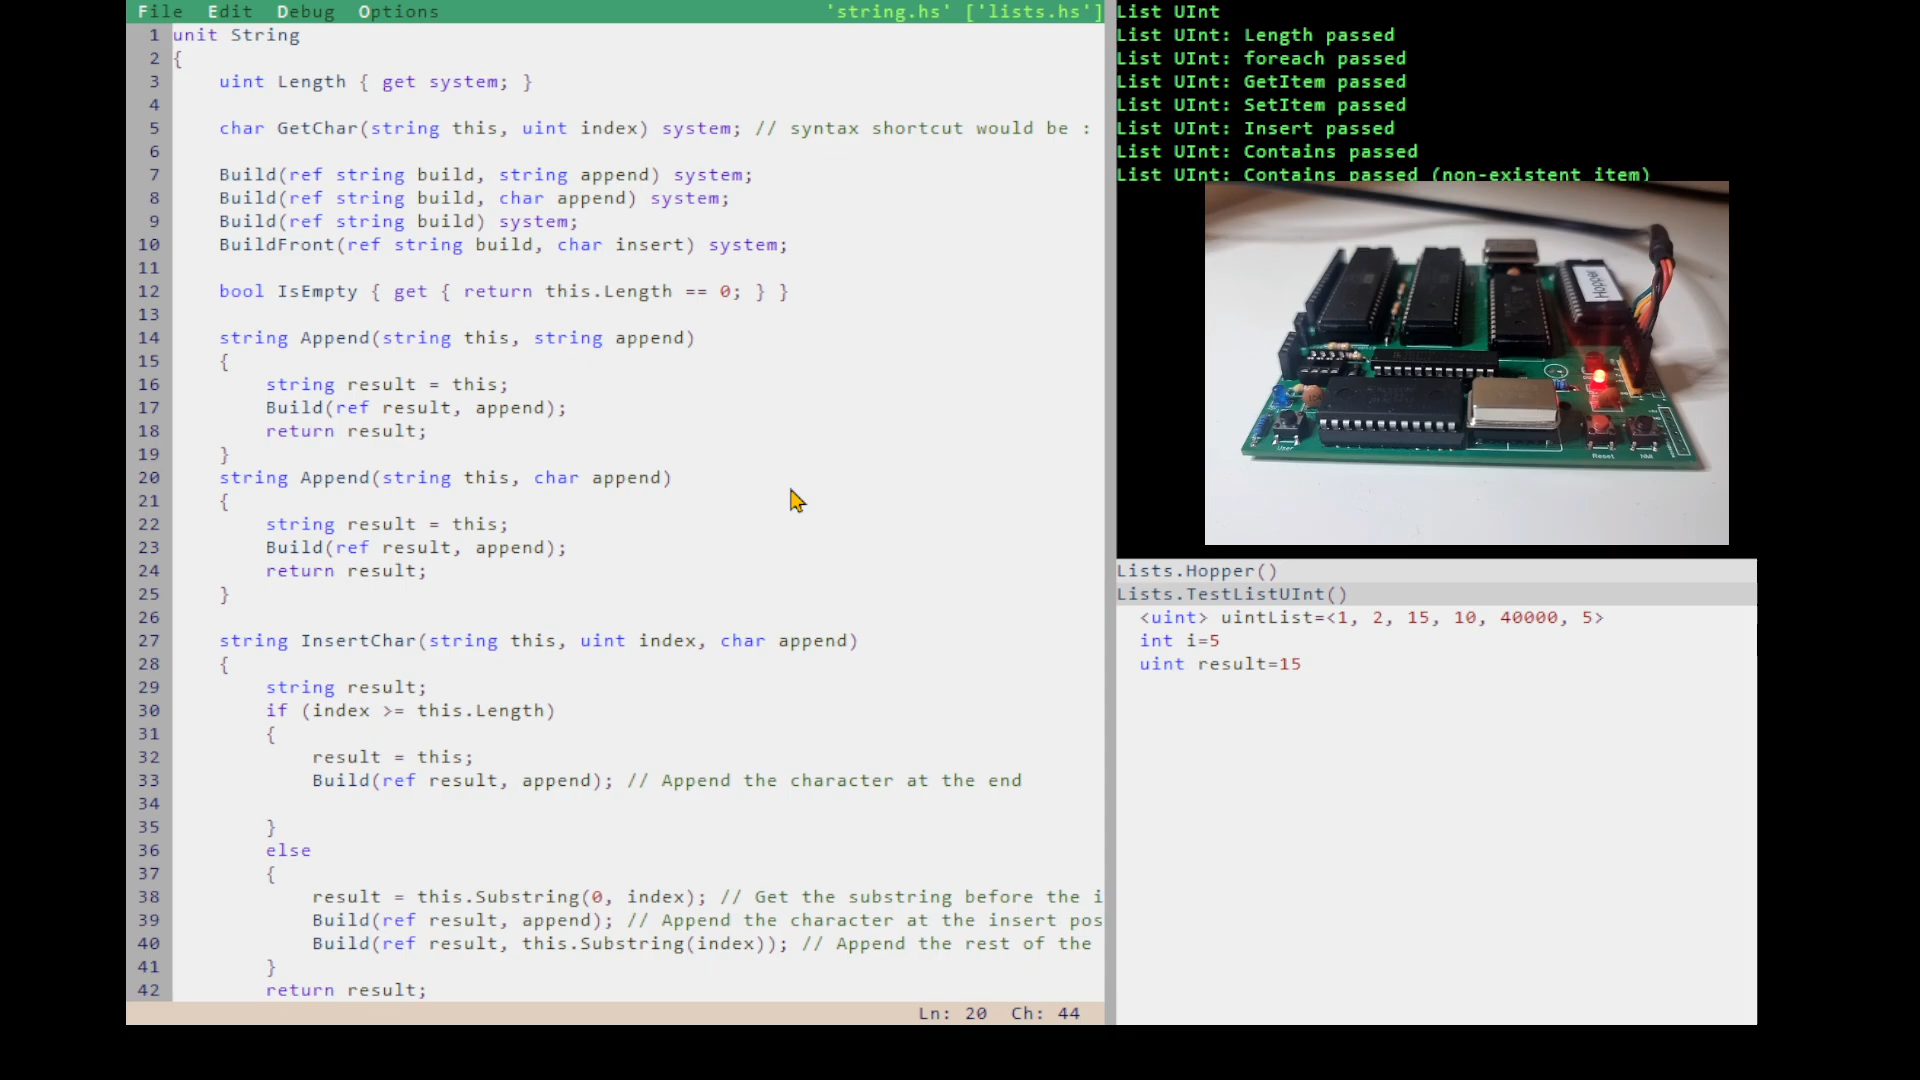 File Edit Debug Options 'string.hs' ['lists.hs']
1 unit String
2 {
3 uint Length { get system; }
4
5 char GetChar(string this, uint index) system; // syntax shortcut would be :
6
7 Build(ref string build, string append) system;
8 Build(ref string build, char append) system;
9 Build(ref string build) system;
10 BuildFront(ref string build, char insert) system;
11
12 bool IsEmpty { get { return this.Length == 0; } }
13
14 string Append(string this, string append)
15 {
16 string result = this;
17 Build(ref result, append);
18 return result;
19 }
20 string Append(string this, char append)
21 {
22 string result = this;
23 Build(ref result, append);
24 return result;
25 }
26
27 string InsertChar(string this, uint index, char append)
28 {
29 string result;
30 if (index >= this.Length)
31 {
32 result = this;
33 Build(ref result, append); // Append the character at the end
34
35 }
36 else
37 {
38 result = this.Substring(0, index); // Get the substring before the i
39 Build(ref result, append); // Append the character at the insert pos
40 Build(ref result, this.Substring(index)); // Append the rest of the
41 }
42 return result;
Ln: 20 Ch: 44
List UInt
List UInt: Length passed
List UInt: foreach passed
List UInt: GetItem passed
List UInt: SetItem passed
List UInt: Insert passed
List UInt: Contains passed
List UInt: Contains passed (non-existent item)
Hopper
User
Reset
NMI
Lists.Hopper()
Lists.TestListUInt()
<uint> uintList=<1, 2, 15, 10, 40000, 5>
int i=5
uint result=15